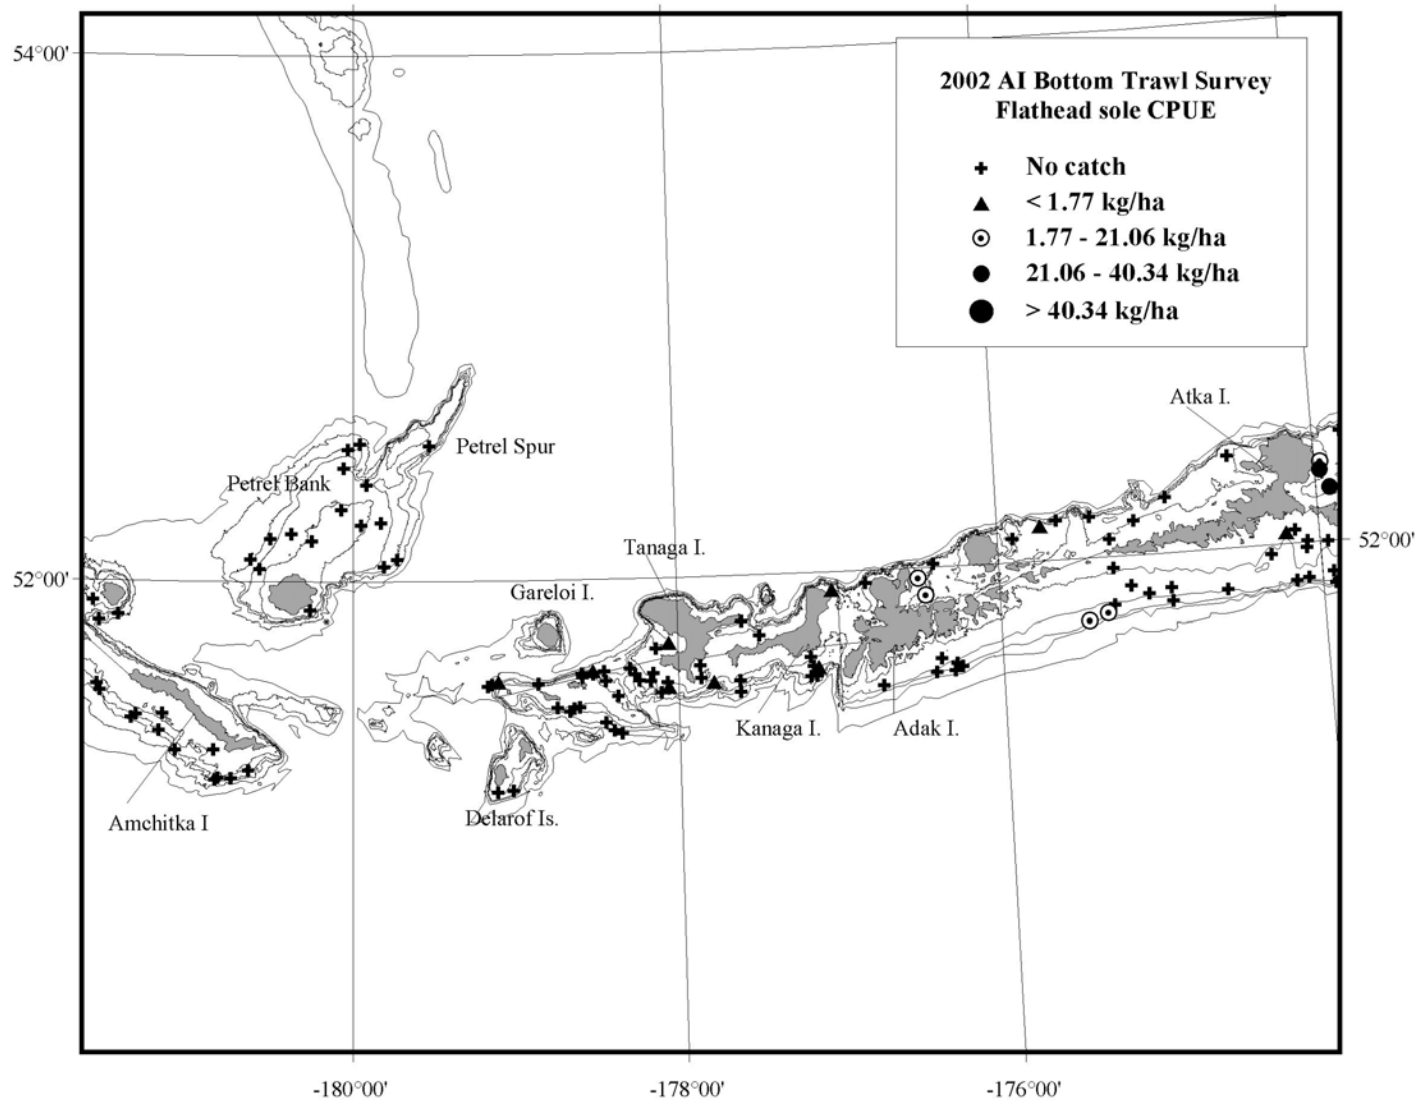 54°00'
2002 AI Bottom Trawl Survey
Flathead sole CPUE
No catch
< 1.77 kg/ha
1.77 - 21.06 kg/ha
21.06 - 40.34 kg/ha
> 40.34 kg/ha
Atka I.
Petrel Spur
Petrel Bank
52°00'
Tanaga I.
52°00'
Gareloi I.
Kanaga I.
Adak I.
Amchitka I
Delarof Is.
-180°00'
-178°00'
-176°00'